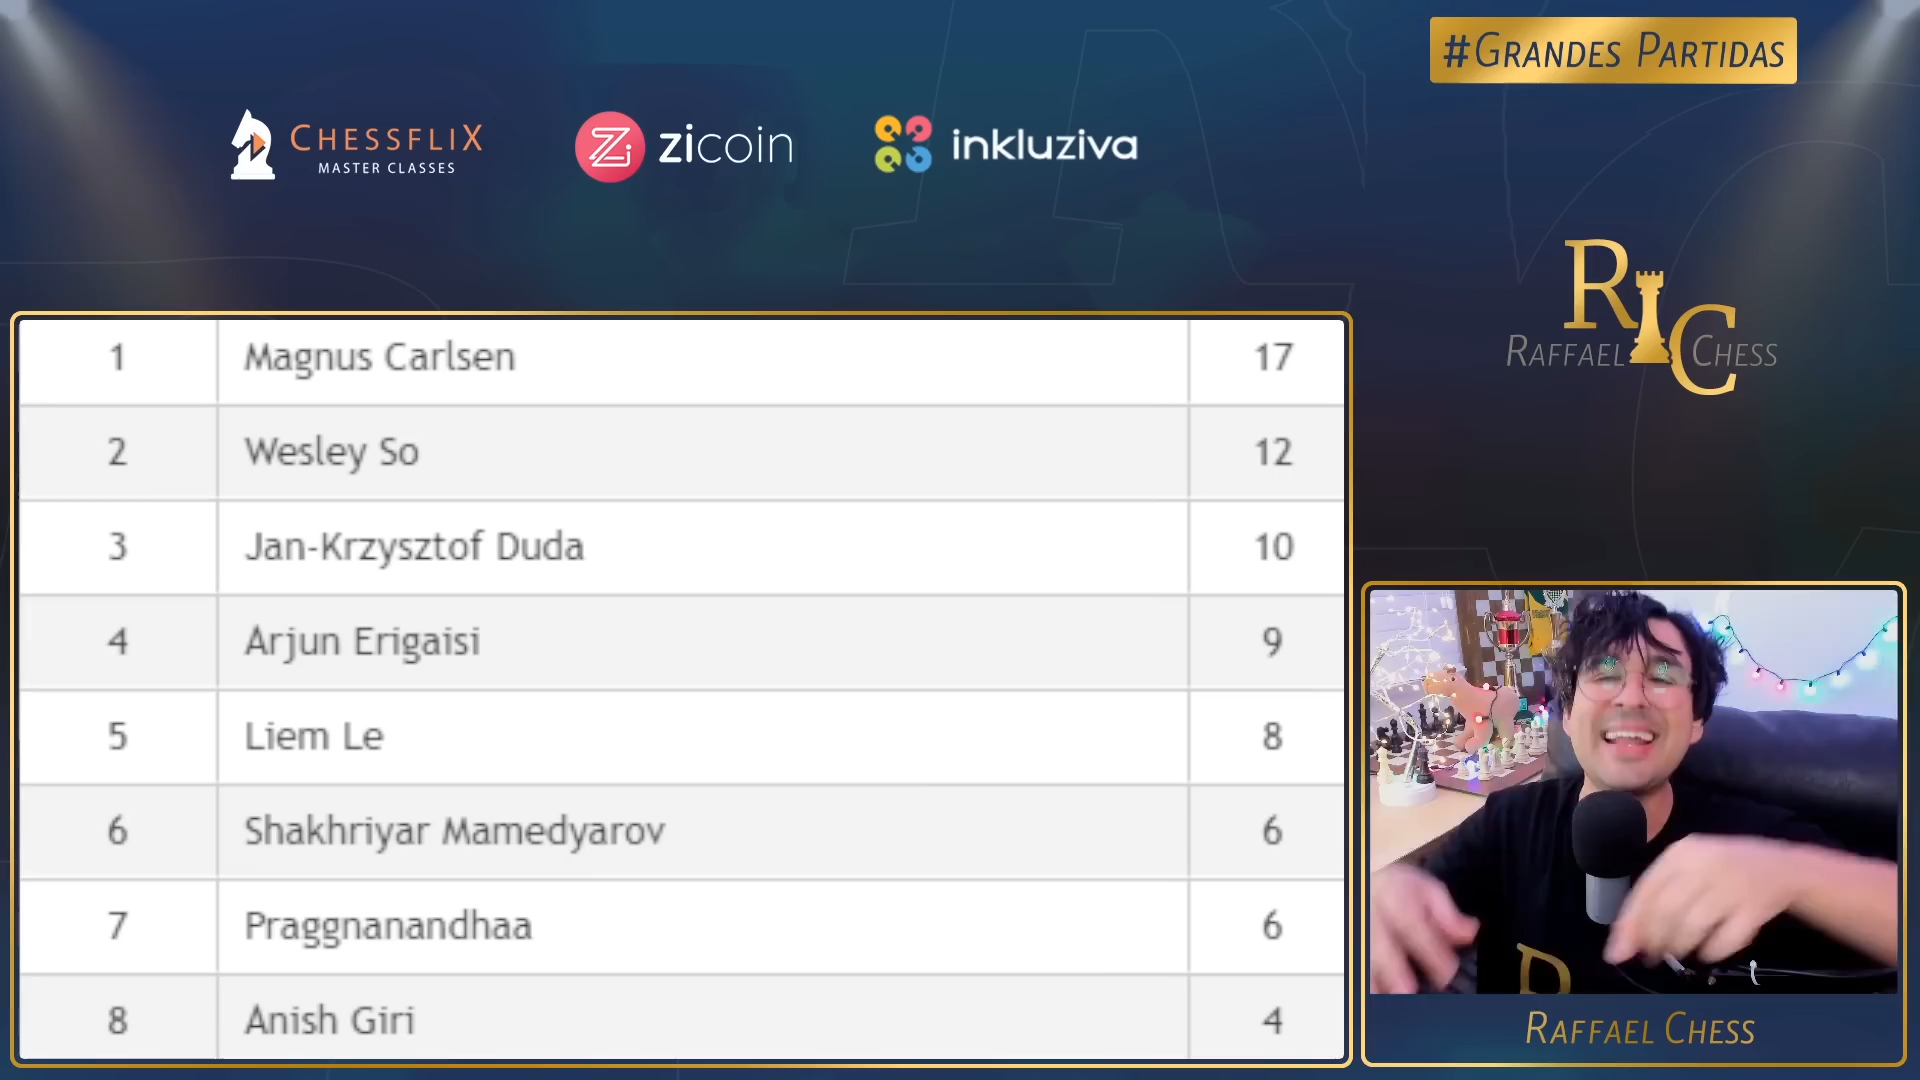 #Grandes Partidas
CHESSFLIX
MASTER CLASSES
zicoin
inkluziva
RC
RAFFAEL CHESS
1 Magnus Carlsen 17
2 Wesley So 12
3 Jan-Krzysztof Duda 10
4 Arjun Erigaisi 9
5 Liem Le 8
6 Shakhriyar Mamedyarov 6
7 Praggnanandhaa 6
8 Anish Giri 4
RAFFAEL CHESS